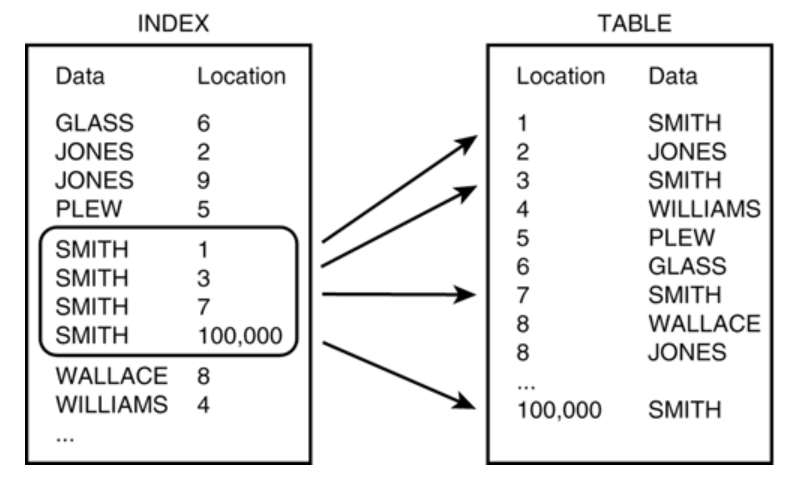 INDEX
Data Location
GLASS 6
JONES 2
JONES 9
PLEW 5
SMITH 1
SMITH 3
SMITH 7
SMITH 100,000
WALLACE 8
WILLIAMS 4
...
TABLE
Location Data
1 SMITH
2 JONES
3 SMITH
4 WILLIAMS
5 PLEW
6 GLASS
7 SMITH
8 WALLACE
8 JONES
...
100,000 SMITH